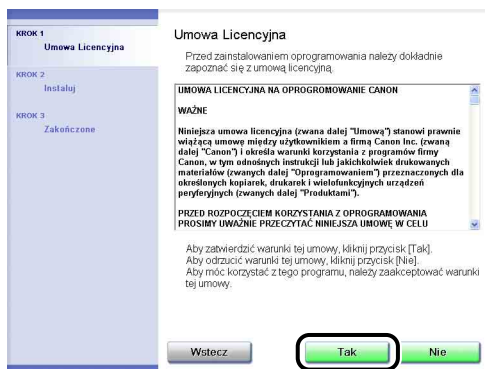 KROK 1
Umowa Licencyjna
KROK 2
Instaluj
KROK 3
Zakończone
Umowa Licencyjna
Przed zainstalowaniem oprogramowania należy dokładnie
zapoznać się z umową licencyjną.
UMOWA LICENCYJNA NA OPROGROMOWANIE CANON
WAŻNE
Niniejsza umowa licencyjna (zwana dalej "Umową") stanowi prawnie
wiążącą umowę między użytkownikiem a firmą Canon Inc. (zwaną
dalej "Canon") i określa warunki korzystania z programów firmy
Canon, w tym odnośnych instrukcji lub jakichkolwiek drukowanych
materiałów (zwanych dalej "Oprogramowaniem") przeznaczonych dla
określonych kopiarek, drukarek i wielofunkcyjnych urządzeń
peryferyjnych (zwanych dalej "Produktami").
PRZED ROZPOCZĘCIEM KORZYSTANIA Z OPROGRAMOWANIA
PROSIMY UWAŻNIE PRZECZYTAĆ NINIEJSZA UMOWĘ W CELU
Aby zatwierdzić warunki tej umowy, kliknij przycisk [Tak].
Aby odrzucić warunki tej umowy, kliknij przycisk [Nie].
Aby móc korzystać z tego programu, należy zaakceptować warunki
tej umowy.
Wstecz Tak Nie